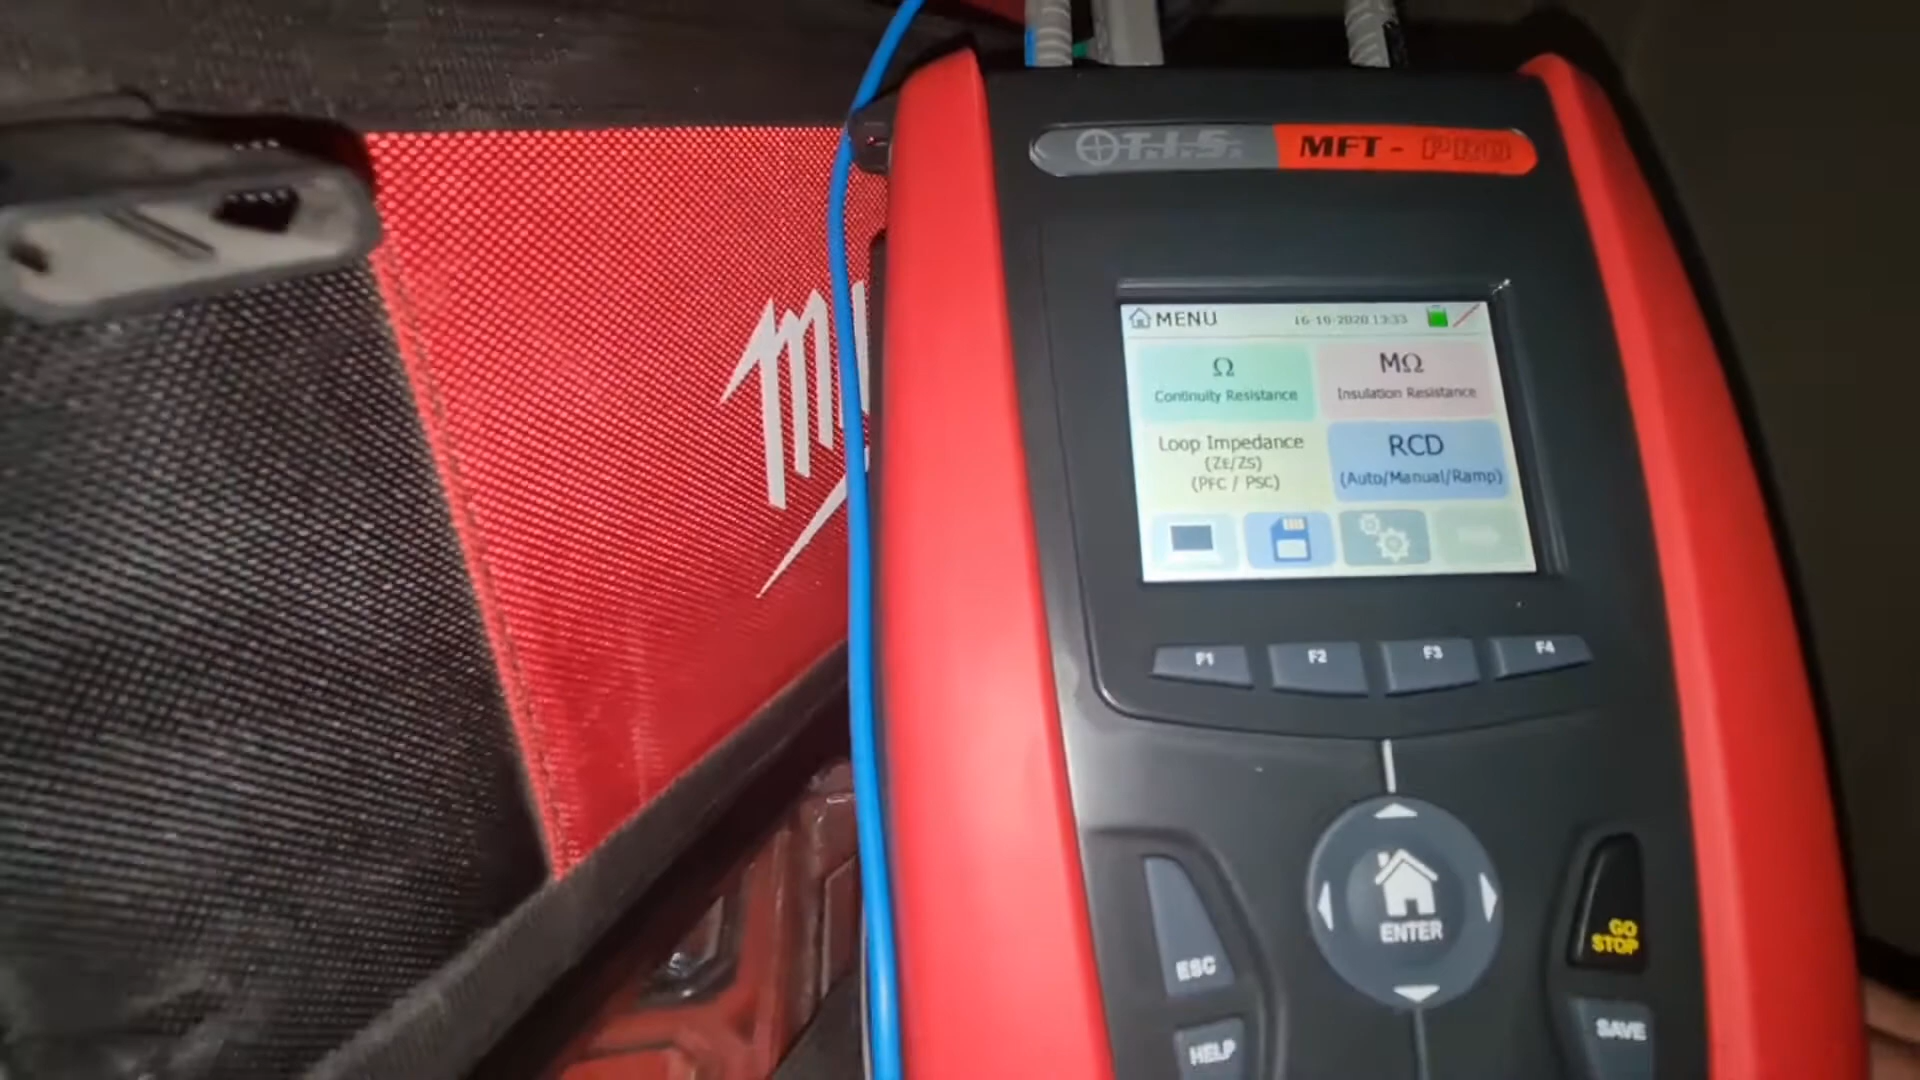 T.I.S. MFT - PRO
MENU 16-10-2020 13:33
Ω
Continuity Resistance
MΩ
Insulation Resistance
Loop Impedance
(ZE/ZS)
(PFC / PSC)
RCD
(Auto/Manual/Ramp)
F1 F2 F3 F4
ENTER
ESC
GO
STOP
HELP
SAVE